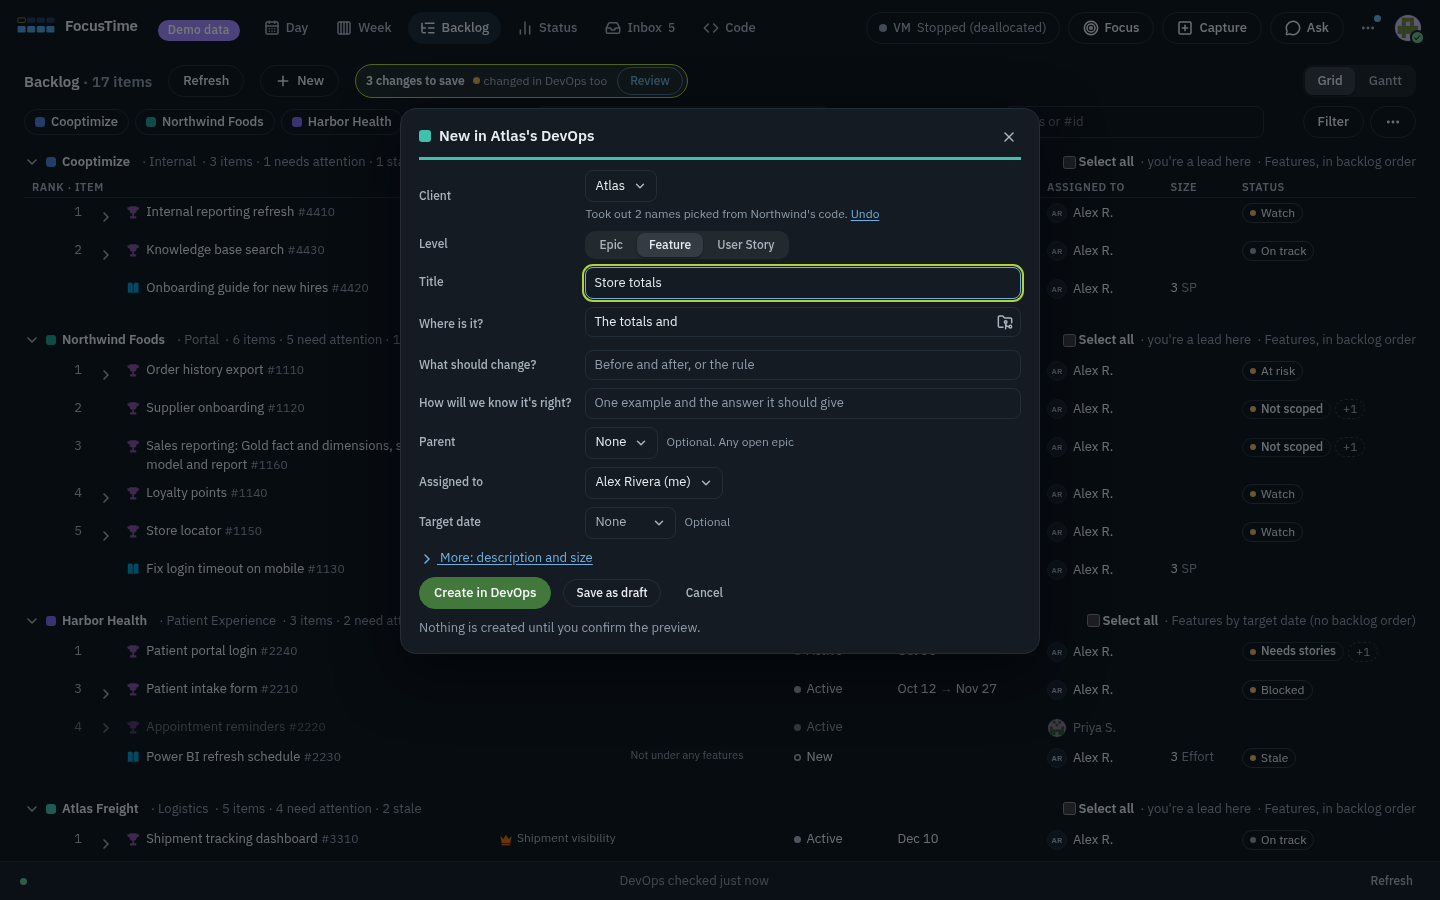 FocusTime
Demo data
Day
Week
Backlog
Status
Inbox 5
Code
VM Stopped (deallocated)
Focus
Capture
Ask
Backlog · 17 items
Refresh
New
3 changes to save
changed in DevOps too
Review
Grid
Gantt
Cooptimize
Northwind Foods
Harbor Health
s or #id
Filter
New in Atlas's DevOps
Client
Atlas
Took out 2 names picked from Northwind's code. Undo
Level
Epic
Feature
User Story
Title
Store totals
Where is it?
The totals and
What should change?
Before and after, or the rule
How will we know it's right?
One example and the answer it should give
Parent
None
Optional. Any open epic
Assigned to
Alex Rivera (me)
Target date
None
Optional
More: description and size
Create in DevOps
Save as draft
Cancel
Nothing is created until you confirm the preview.
Cooptimize · Internal · 3 items · 1 needs attention · 1 sta
Select all · you're a lead here · Features, in backlog order
RANK · ITEM
ASSIGNED TO
SIZE
STATUS
1 Internal reporting refresh #4410
AR Alex R.
Watch
2 Knowledge base search #4430
AR Alex R.
On track
Onboarding guide for new hires #4420
AR Alex R.
3 SP
Northwind Foods · Portal · 6 items · 5 need attention · 1
Select all · you're a lead here · Features, in backlog order
1 Order history export #1110
AR Alex R.
At risk
2 Supplier onboarding #1120
AR Alex R.
Not scoped +1
3 Sales reporting: Gold fact and dimensions, s
model and report #1160
AR Alex R.
Not scoped +1
4 Loyalty points #1140
AR Alex R.
Watch
5 Store locator #1150
AR Alex R.
Watch
Fix login timeout on mobile #1130
AR Alex R.
3 SP
Harbor Health · Patient Experience · 3 items · 2 need att
Select all · Features by target date (no backlog order)
1 Patient portal login #2240
AR Alex R.
Needs stories +1
3 Patient intake form #2210
Active
Oct 12 → Nov 27
AR Alex R.
Blocked
4 Appointment reminders #2220
Active
Priya S.
Power BI refresh schedule #2230
Not under any features
New
AR Alex R.
3 Effort
Stale
Atlas Freight · Logistics · 5 items · 4 need attention · 2 stale
Select all · you're a lead here · Features, in backlog order
1 Shipment tracking dashboard #3310
Shipment visibility
Active
Dec 10
AR Alex R.
On track
DevOps checked just now
Refresh